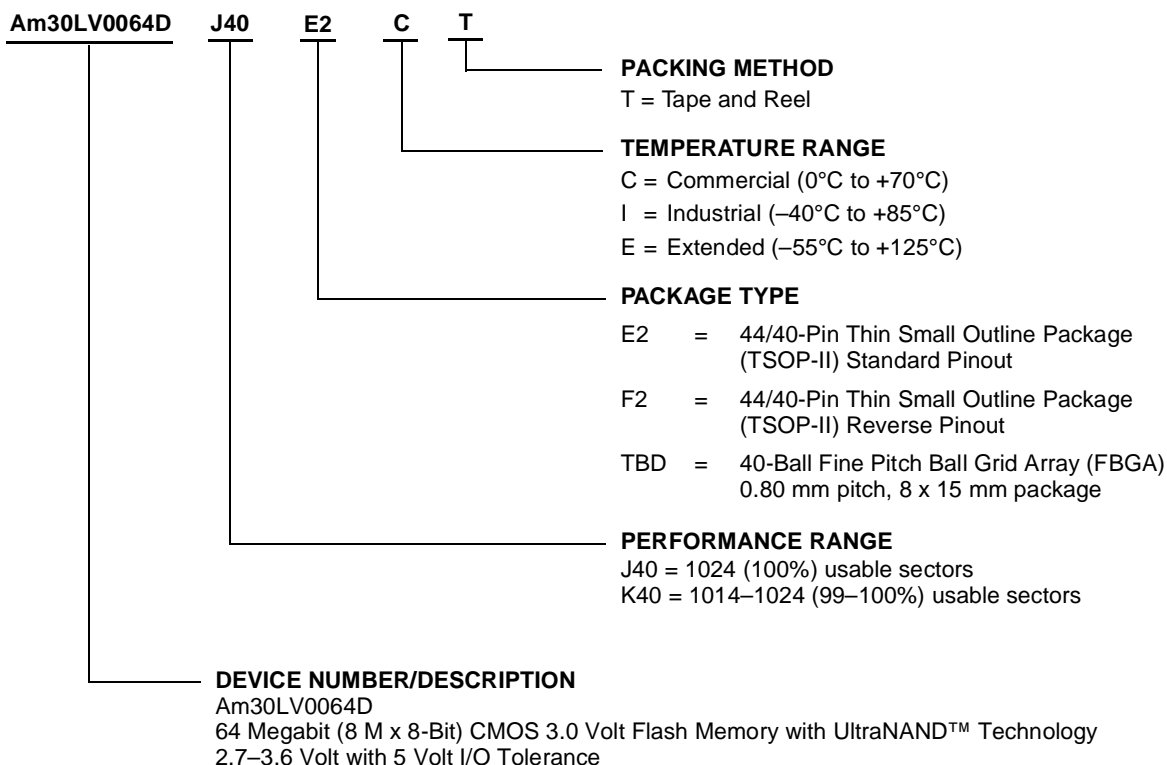 Am30LV0064D J40 E2 C T
PACKING METHOD
T = Tape and Reel
TEMPERATURE RANGE
C = Commercial (0°C to +70°C)
I = Industrial (–40°C to +85°C)
E = Extended (–55°C to +125°C)
PACKAGE TYPE
E2 = 44/40-Pin Thin Small Outline Package
(TSOP-II) Standard Pinout
F2 = 44/40-Pin Thin Small Outline Package
(TSOP-II) Reverse Pinout
TBD = 40-Ball Fine Pitch Ball Grid Array (FBGA)
0.80 mm pitch, 8 x 15 mm package
PERFORMANCE RANGE
J40 = 1024 (100%) usable sectors
K40 = 1014–1024 (99–100%) usable sectors
DEVICE NUMBER/DESCRIPTION
Am30LV0064D
64 Megabit (8 M x 8-Bit) CMOS 3.0 Volt Flash Memory with UltraNAND™ Technology
2.7–3.6 Volt with 5 Volt I/O Tolerance